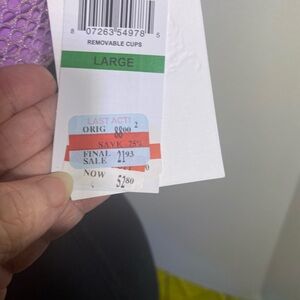 8 07263 54978 5
REMOVABLE CUPS
LARGE
LAST ACT!
ORIG 88.00 2
SAVE 75%
FINAL 21.93
SALE
NOW 52.80